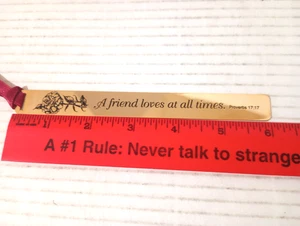 A friend loves at all times. Proverbs 17:17
1 2 3 4 5 6
A #1 Rule: Never talk to strange